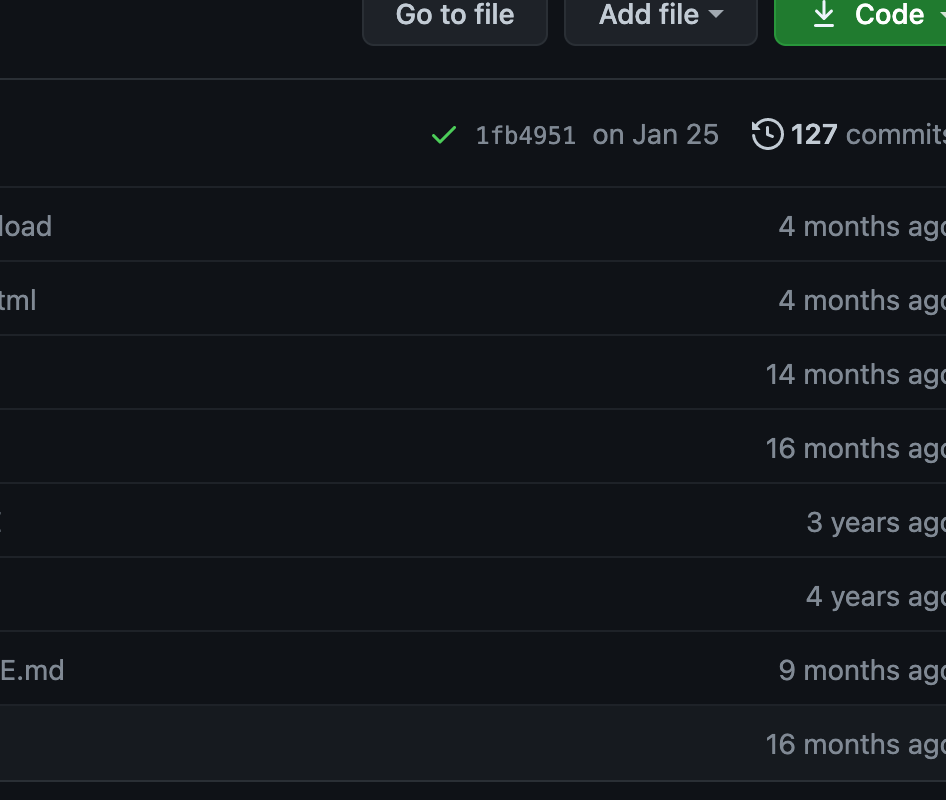 Go to file Add file Code
1fb4951 on Jan 25 127 commits
load 4 months ago
tml 4 months ago
14 months ago
16 months ago
3 years ago
4 years ago
E.md 9 months ago
16 months ago